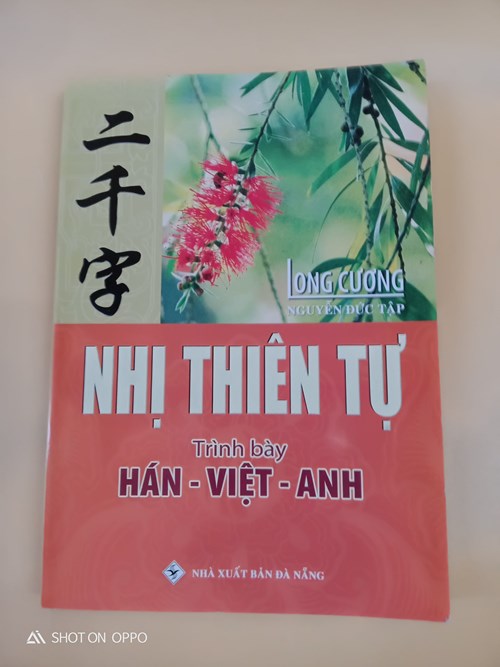 二千字
LONG CƯƠNG
NGUYỄN ĐỨC TẬP
NHỊ THIÊN TỰ
Trình bày
HÁN - VIỆT - ANH
NHÀ XUẤT BẢN ĐÀ NẴNG
SHOT ON OPPO